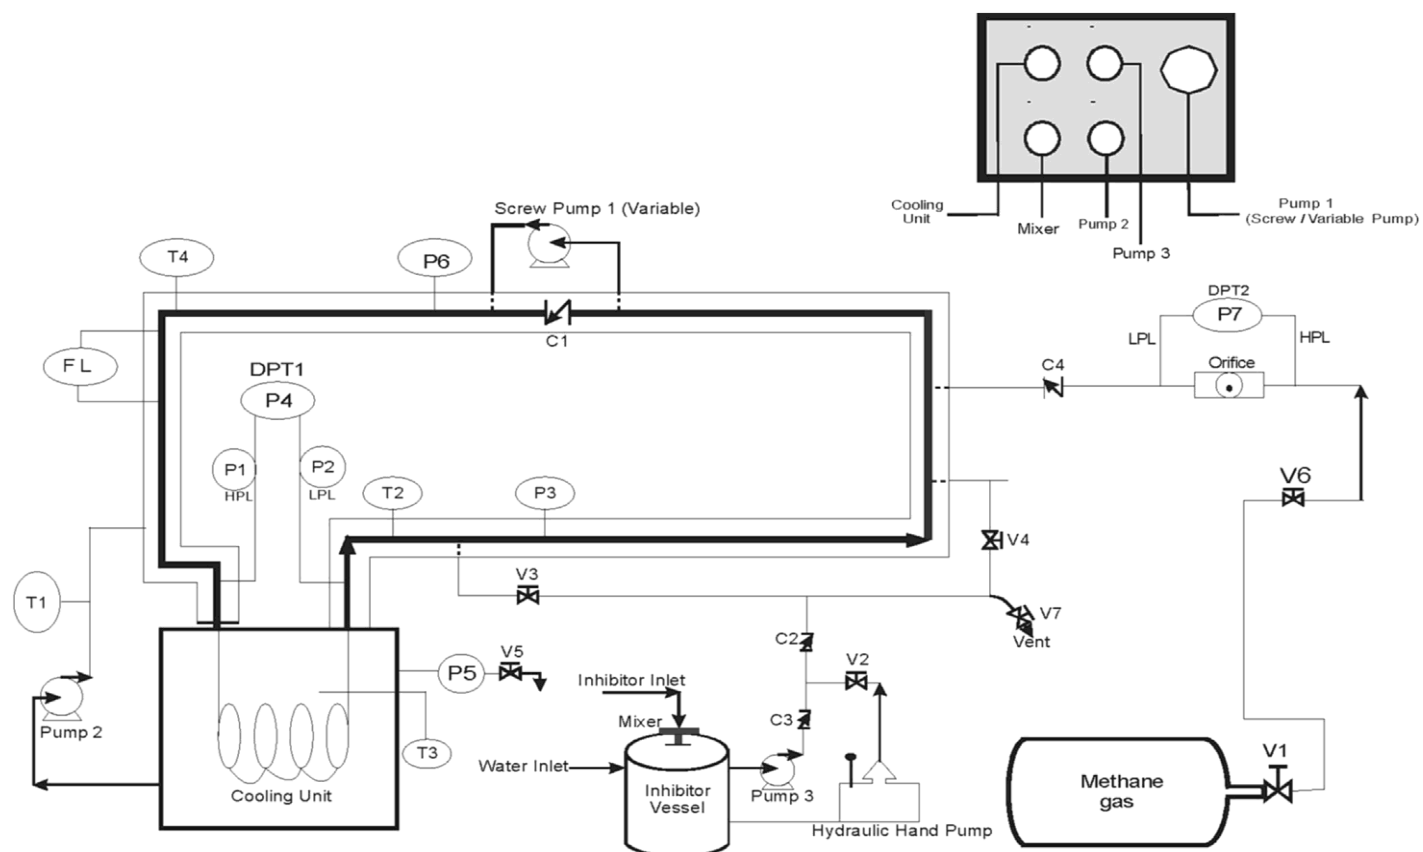 Cooling
Unit
Mixer
Pump 2
Pump 3
Pump 1
(Screw / Variable Pump)
Screw Pump 1 (Variable)
T4
P6
C1
FL
DPT1
P4
P1
HPL
P2
LPL
T2
P3
DPT2
P7
LPL
HPL
Orifice
C4
V6
V4
V3
V7
Vent
T1
C2
V2
V5
P5
Inhibitor Inlet
Mixer
C3
Pump 2
T3
Water Inlet
Cooling Unit
Inhibitor
Vessel
Pump 3
Hydraulic Hand Pump
Methane
gas
V1